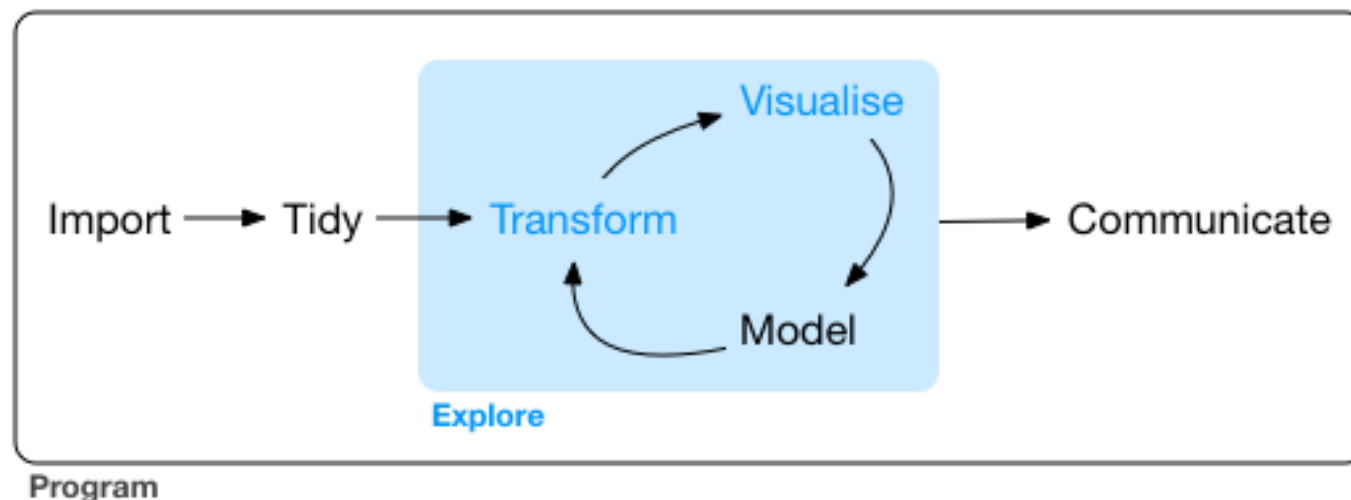 Visualise
Import Tidy Transform Communicate
Model
Explore
Program